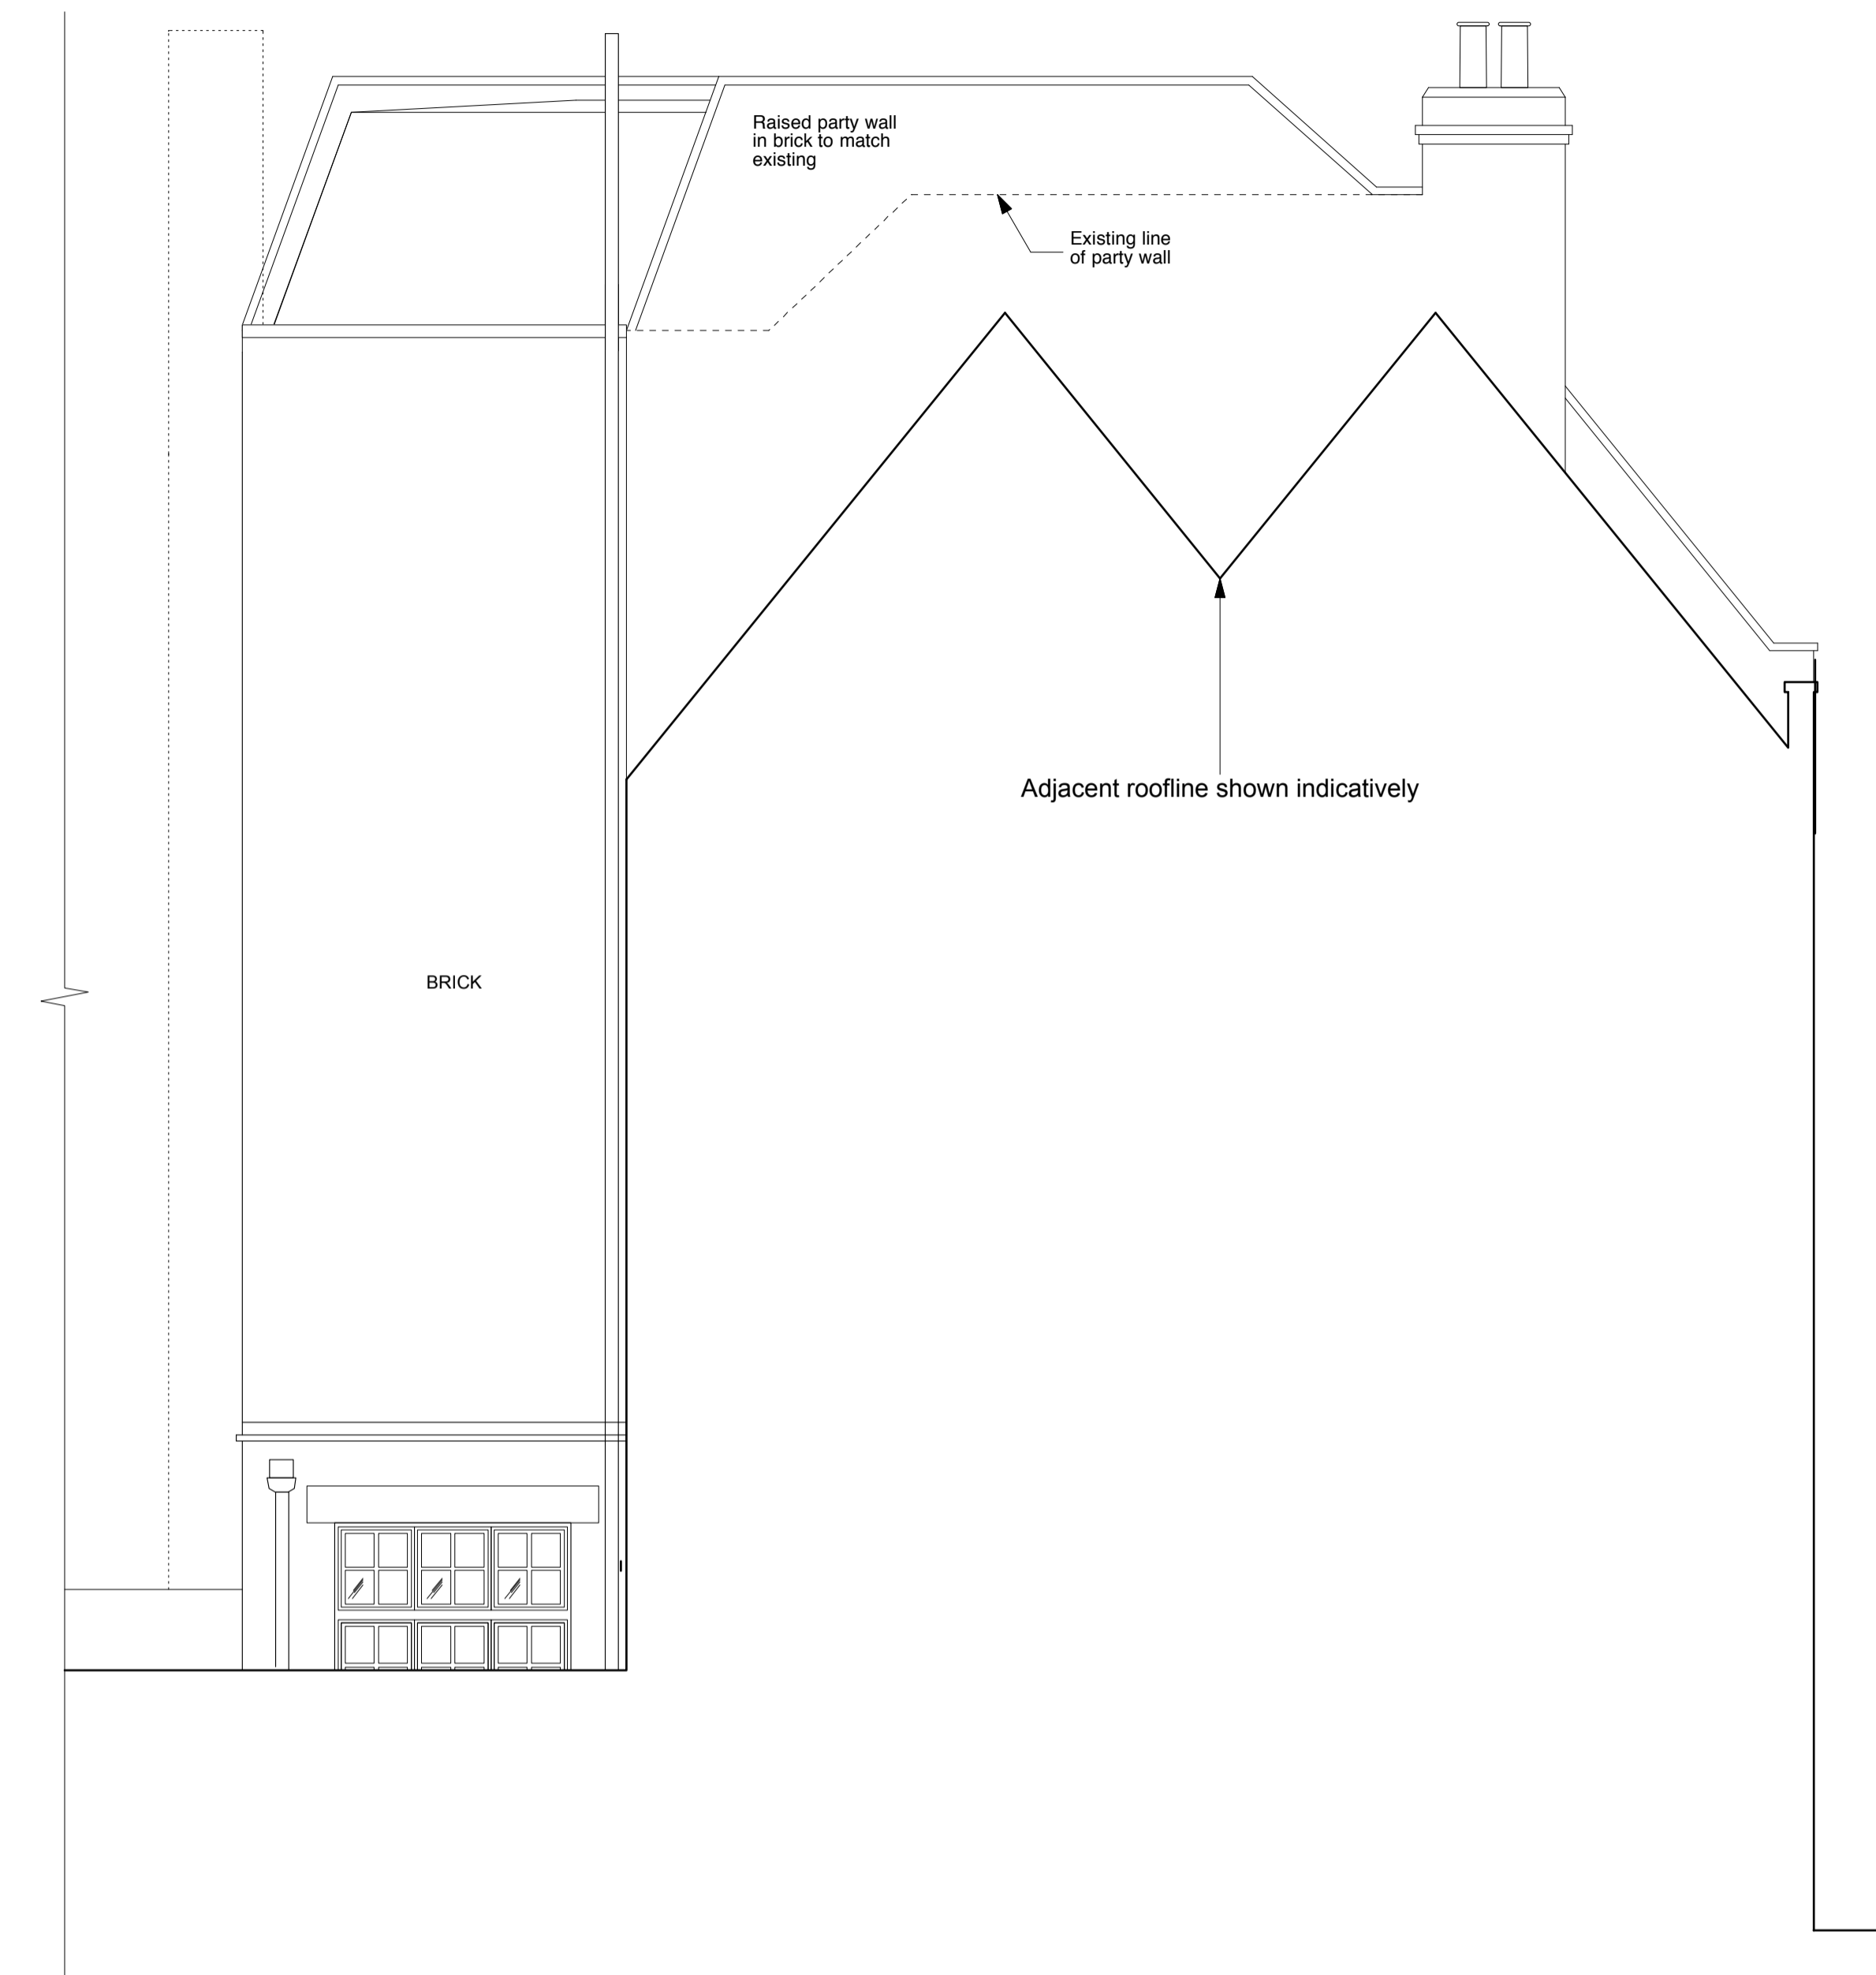 Raised party wall
in brick to match
existing
Existing line
of party wall
Adjacent roofline shown indicatively
BRICK